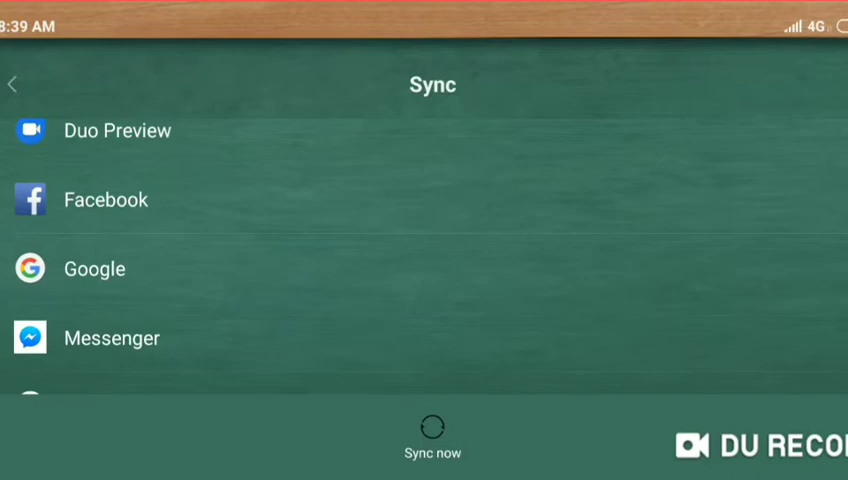 8:39 AM
4G
Sync
Duo Preview
Facebook
Google
Messenger
Sync now
DU RECO